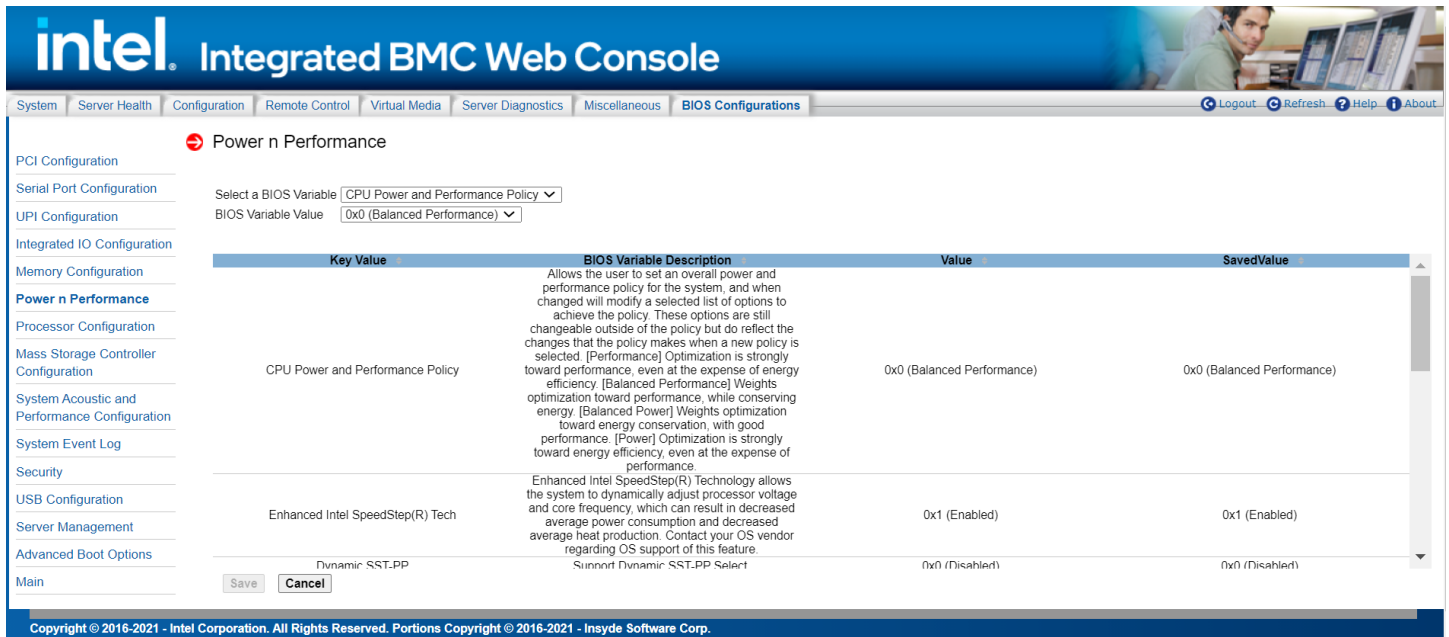 intel. Integrated BMC Web Console
System Server Health Configuration Remote Control Virtual Media Server Diagnostics Miscellaneous BIOS Configurations Logout Refresh Help About
Power n Performance
PCI Configuration
Serial Port Configuration
UPI Configuration
Integrated IO Configuration
Memory Configuration
Power n Performance
Processor Configuration
Mass Storage Controller
Configuration
System Acoustic and
Performance Configuration
System Event Log
Security
USB Configuration
Server Management
Advanced Boot Options
Main
Select a BIOS Variable CPU Power and Performance Policy
BIOS Variable Value 0x0 (Balanced Performance)
Key Value BIOS Variable Description Value SavedValue
Allows the user to set an overall power and
performance policy for the system, and when
changed will modify a selected list of options to
achieve the policy. These options are still
changeable outside of the policy but do reflect the
changes that the policy makes when a new policy is
selected. [Performance] Optimization is strongly
CPU Power and Performance Policy toward performance, even at the expense of energy 0x0 (Balanced Performance) 0x0 (Balanced Performance)
efficiency. [Balanced Performance] Weights
optimization toward performance, while conserving
energy. [Balanced Power] Weights optimization
toward energy conservation, with good
performance. [Power] Optimization is strongly
toward energy efficiency, even at the expense of
performance.
Enhanced Intel SpeedStep(R) Technology allows
the system to dynamically adjust processor voltage
and core frequency, which can result in decreased
Enhanced Intel SpeedStep(R) Tech average power consumption and decreased 0x1 (Enabled) 0x1 (Enabled)
average heat production. Contact your OS vendor
regarding OS support of this feature.
Dynamic SST-PP Support Dynamic SST-PP Select 0x0 (Disabled) 0x0 (Disabled)
Save Cancel
Copyright © 2016-2021 - Intel Corporation. All Rights Reserved. Portions Copyright © 2016-2021 - Insyde Software Corp.